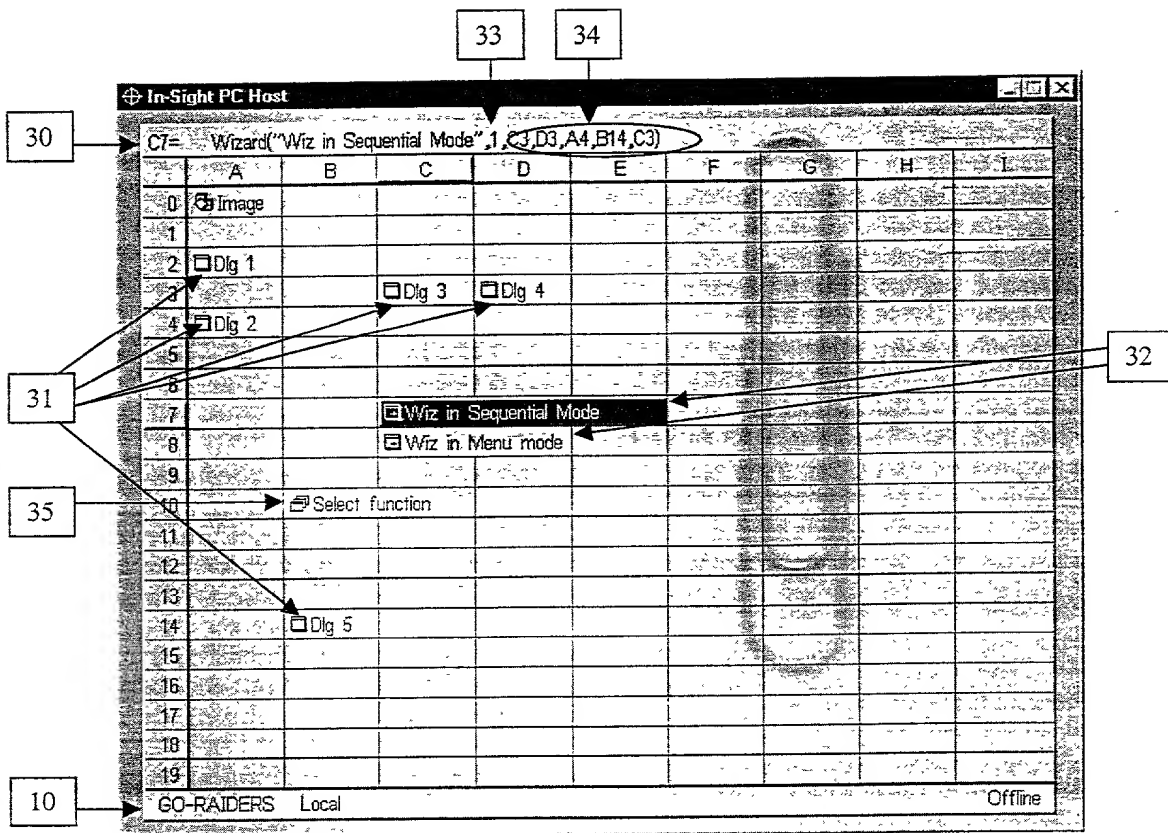 33 34
In-Sight PC Host
30
C7= Wizard("Wiz in Sequential Mode",1,C3,D3,A4,B14,C3)
A B C D E F G H I
0 Image
1
2 Dlg 1
3 Dlg 3 Dlg 4
4 Dlg 2
5
6
31
32
7 Wiz in Sequential Mode
8 Wiz in Menu mode
9
35
10 Select function
11
12
13
14 Dlg 5
15
16
17
18
19
10
GO-RAIDERS Local Offline